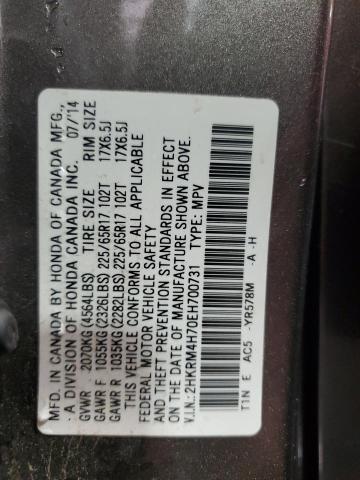 MFD. IN CANADA BY HONDA OF CANADA MFG.,
A DIVISION OF HONDA CANADA INC. 07/'14
GVWR 2070KG(4564LBS) TIRE SIZE RIM SIZE
GAWR F 1055KG(2326LBS) 225/65R17 102T 17X6.5J
GAWR R 1035KG(2282LBS) 225/65R17 102T 17X6.5J
THIS VEHICLE CONFORMS TO ALL APPLICABLE
FEDERAL MOTOR VEHICLE SAFETY
AND THEFT PREVENTION STANDARDS IN EFFECT
ON THE DATE OF MANUFACTURE SHOWN ABOVE.
V.I.N.: 2HKRM4H70EH700731 TYPE: MPV
T1N E AC5 -YR578M -A -H